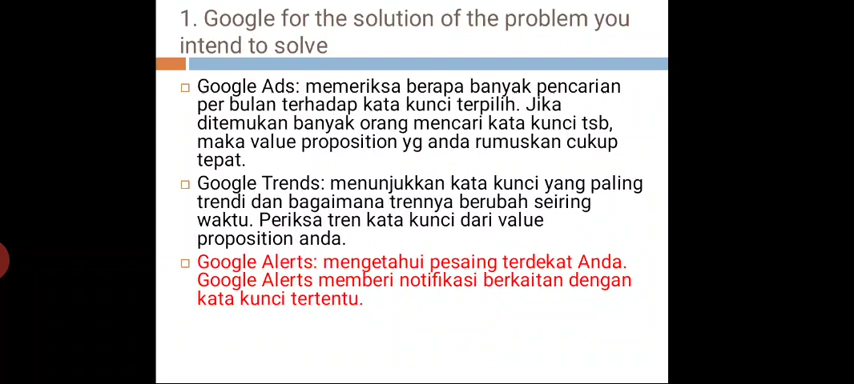 1. Google for the solution of the problem you
intend to solve
Google Ads: memeriksa berapa banyak pencarian
per bulan terhadap kata kunci terpilih. Jika
ditemukan banyak orang mencari kata kunci tsb,
maka value proposition yg anda rumuskan cukup
tepat.
Google Trends: menunjukkan kata kunci yang paling
trendi dan bagaimana trennya berubah seiring
waktu. Periksa tren kata kunci dari value
proposition anda.
Google Alerts: mengetahui pesaing terdekat Anda.
Google Alerts memberi notifikasi berkaitan dengan
kata kunci tertentu.